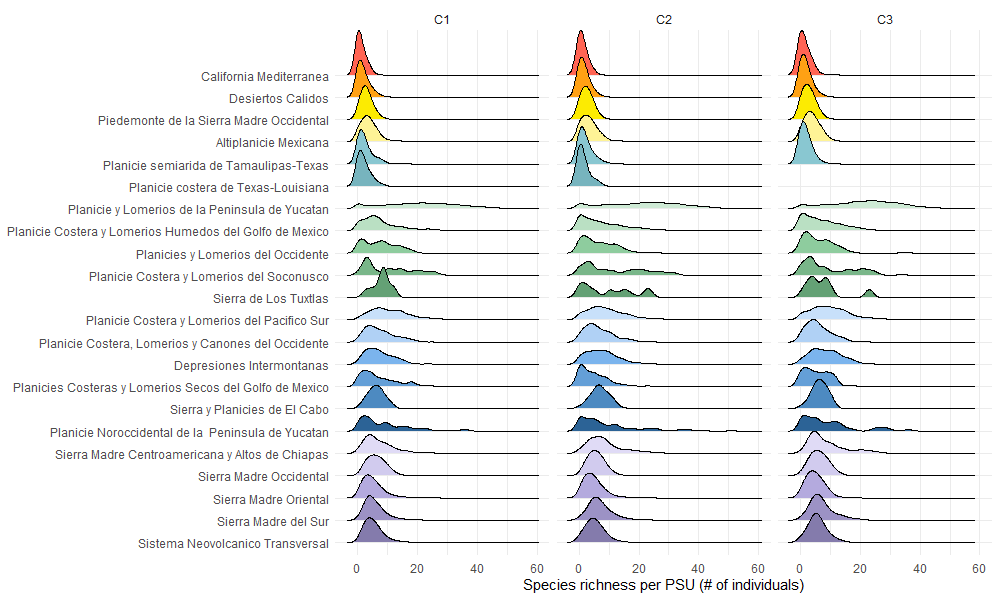 C1 C2 C3
California Mediterranea
Desiertos Calidos
Piedemonte de la Sierra Madre Occidental
Altiplanicie Mexicana
Planicie semiarida de Tamaulipas-Texas
Planicie costera de Texas-Louisiana
Planicie y Lomerios de la Peninsula de Yucatan
Planicie Costera y Lomerios Humedos del Golfo de Mexico
Planicies y Lomerios del Occidente
Planicie Costera y Lomerios del Soconusco
Sierra de Los Tuxtlas
Planicie Costera y Lomerios del Pacifico Sur
Planicie Costera, Lomerios y Canones del Occidente
Depresiones Intermontanas
Planicies Costeras y Lomerios Secos del Golfo de Mexico
Sierra y Planicies de El Cabo
Planicie Noroccidental de la  Peninsula de Yucatan
Sierra Madre Centroamericana y Altos de Chiapas
Sierra Madre Occidental
Sierra Madre Oriental
Sierra Madre del Sur
Sistema Neovolcanico Transversal
0 20 40 60 0 20 40 60 0 20 40 60
Species richness per PSU (# of individuals)